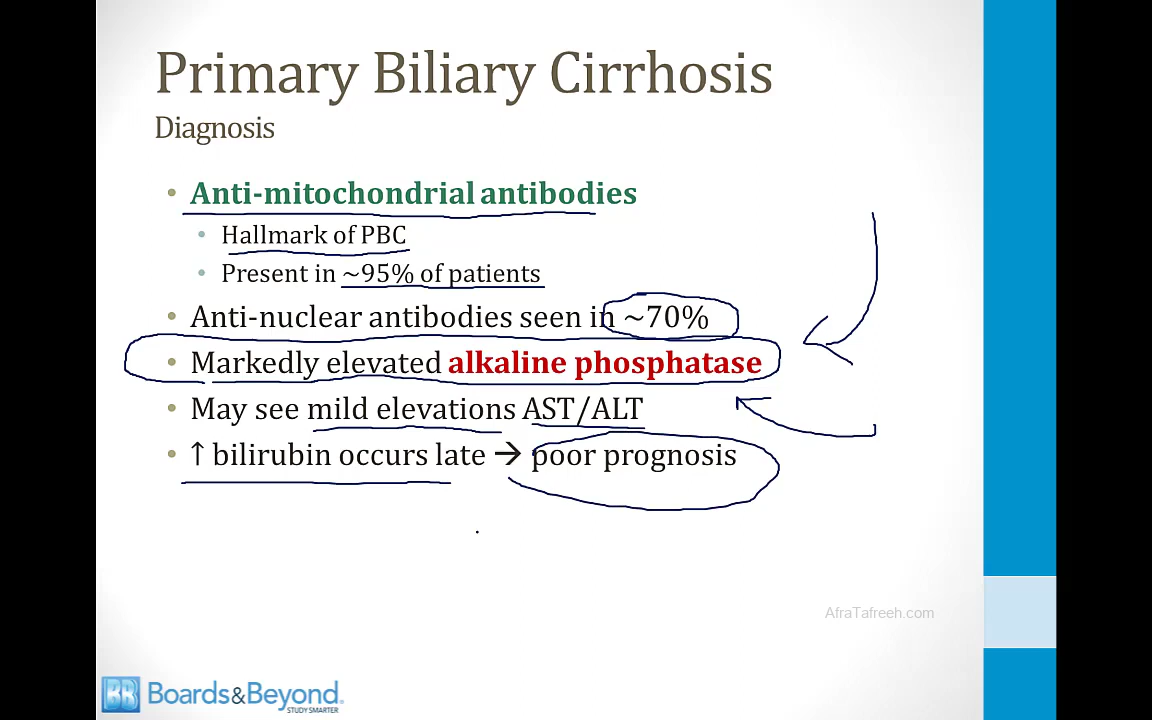 Primary Biliary Cirrhosis
Diagnosis
• Anti-mitochondrial antibodies
• Hallmark of PBC
• Present in ~95% of patients
• Anti-nuclear antibodies seen in ~70%
• Markedly elevated alkaline phosphatase
• May see mild elevations AST/ALT
• ↑ bilirubin occurs late → poor prognosis
AfraTafreeh.com
BB Boards&Beyond.
STUDY SMARTER